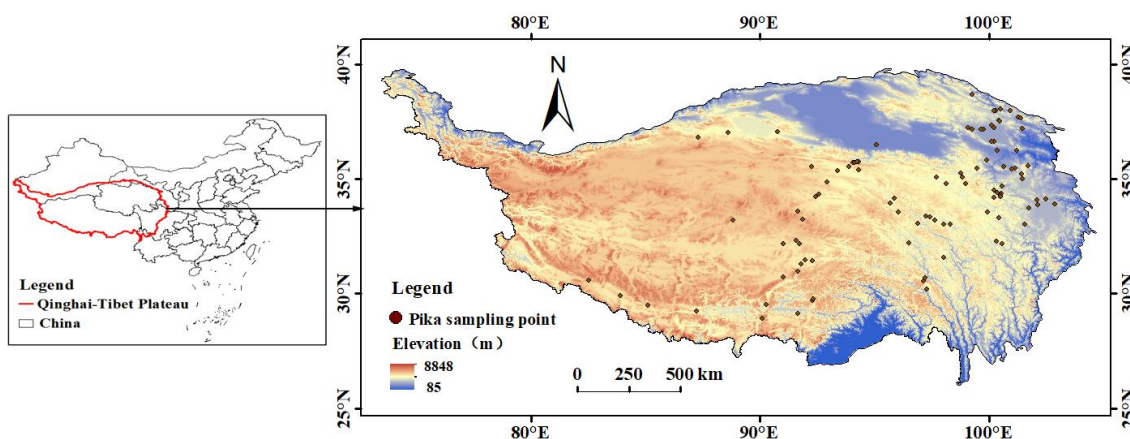 80°E
90°E
100°E
40°N
40°N
N
35°N
35°N
Legend
Qinghai-Tibet Plateau
China
30°N
30°N
Legend
Pika sampling point
Elevation（m）
8848
85
0 250 500 km
25°N
25°N
80°E
90°E
100°E